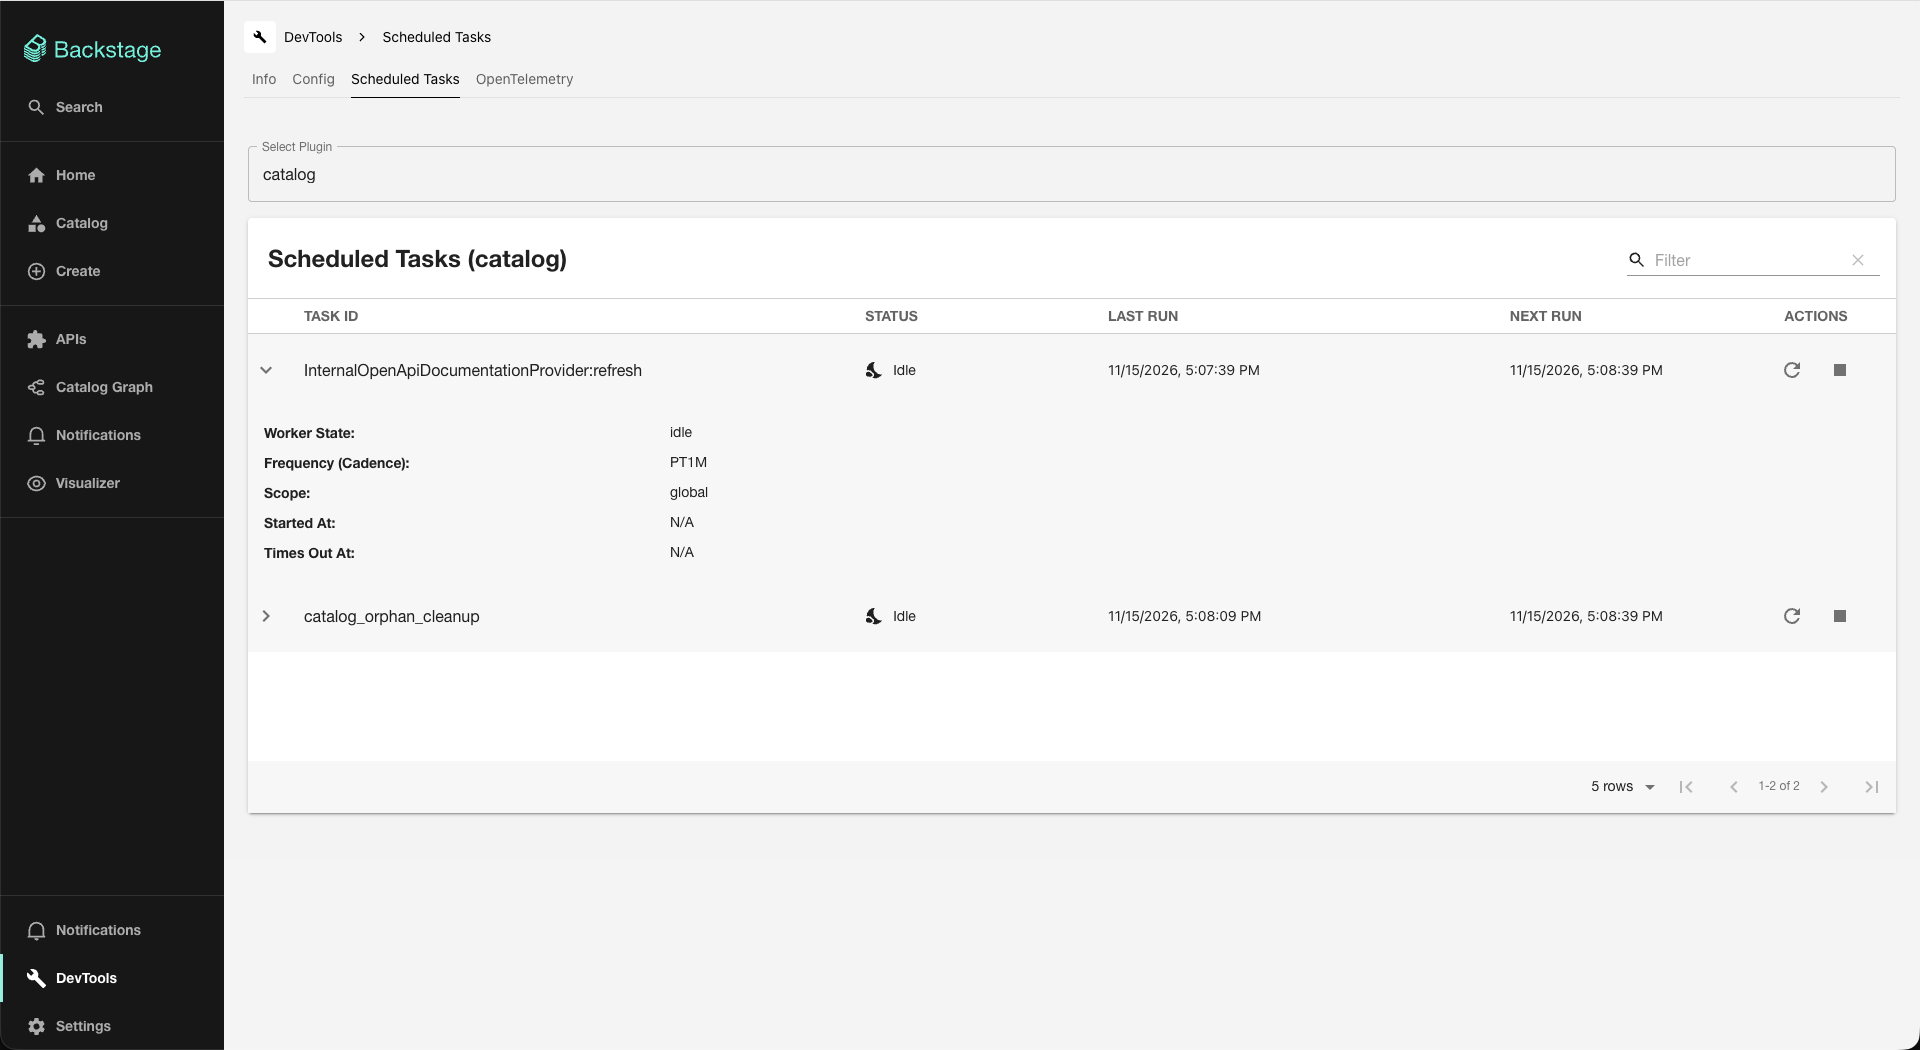 Backstage
Search
Home
Catalog
Create
APIs
Catalog Graph
Notifications
Visualizer
Notifications
DevTools
Settings
DevTools > Scheduled Tasks
Info Config Scheduled Tasks OpenTelemetry
Select Plugin
catalog
Scheduled Tasks (catalog)
Filter
TASK ID STATUS LAST RUN NEXT RUN ACTIONS
InternalOpenApiDocumentationProvider:refresh Idle 11/15/2026, 5:07:39 PM 11/15/2026, 5:08:39 PM
Worker State: idle
Frequency (Cadence): PT1M
Scope: global
Started At: N/A
Times Out At: N/A
catalog_orphan_cleanup Idle 11/15/2026, 5:08:09 PM 11/15/2026, 5:08:39 PM
5 rows 1-2 of 2